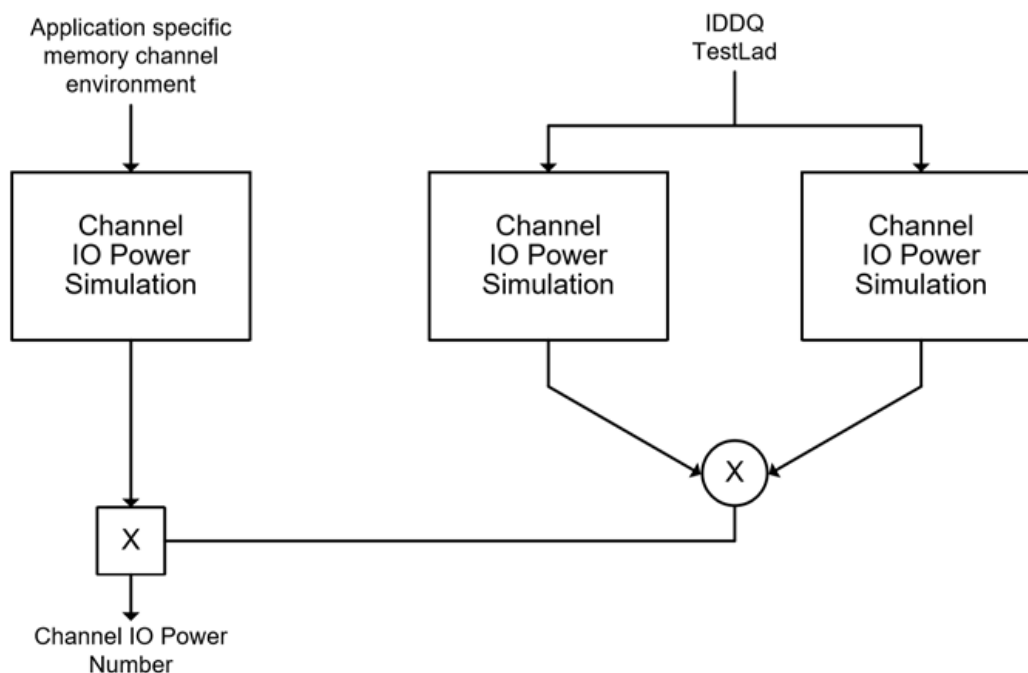 Application specific
memory channel
environment
IDDQ
TestLad
Channel
IO Power
Simulation
Channel
IO Power
Simulation
Channel
IO Power
Simulation
X
X
Channel IO Power
Number